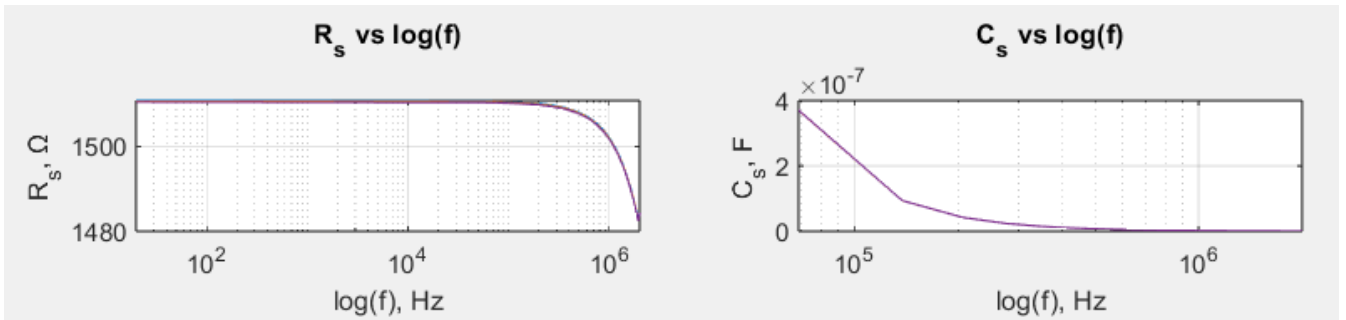 R_s vs log(f)
R_s, Ω
1500
1480
10^2
10^4
10^6
log(f), Hz
C_s vs log(f)
×10^-7
C_s, F
4
2
0
10^5
10^6
log(f), Hz